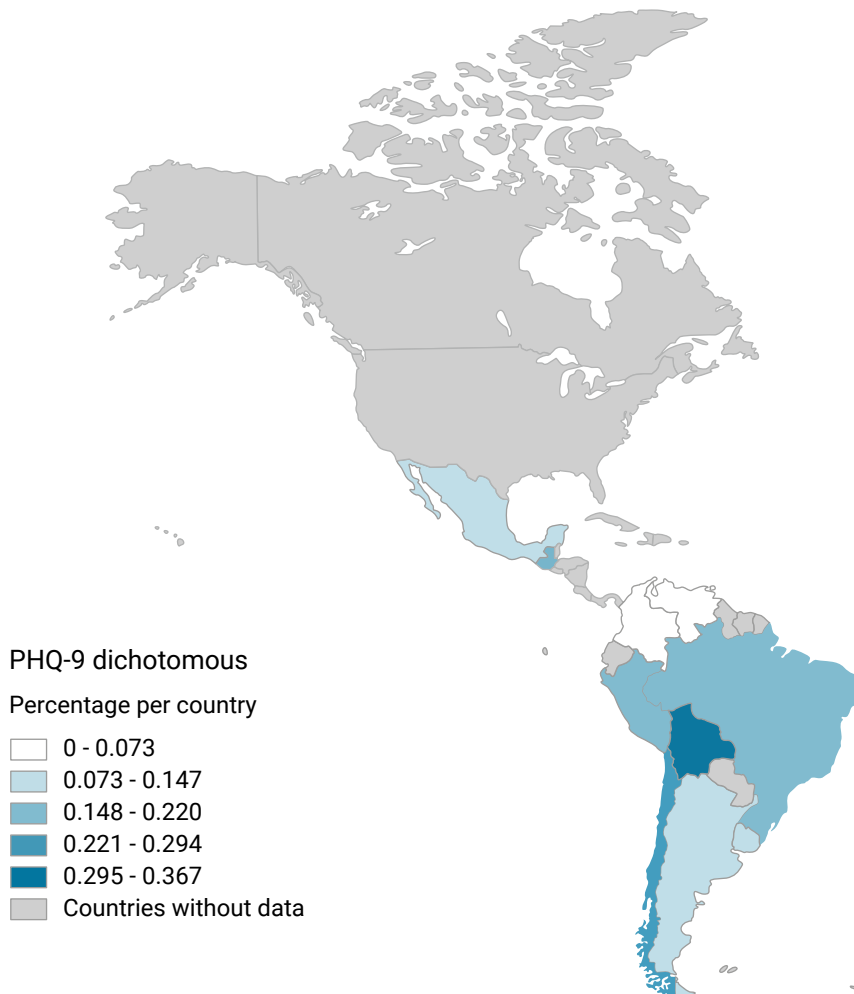 PHQ-9 dichotomous
Percentage per country
0 - 0.073
0.073 - 0.147
0.148 - 0.220
0.221 - 0.294
0.295 - 0.367
Countries without data